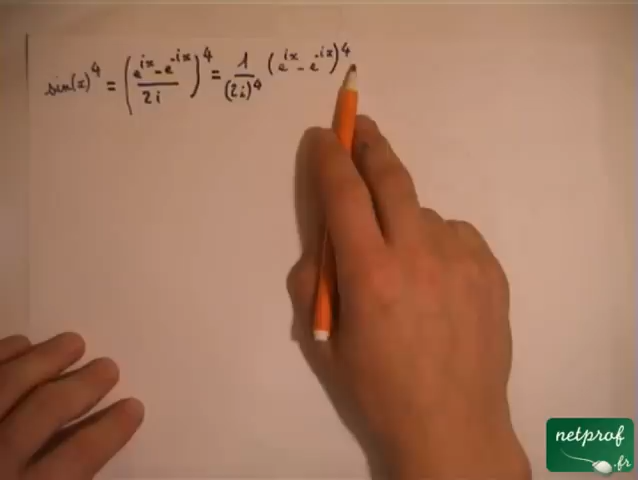 sin(x)^4 = ((e^{ix} - e^{-ix})/2i)^4 = 1/(2i)^4 (e^{ix} - e^{-ix})^4
netprof
.fr